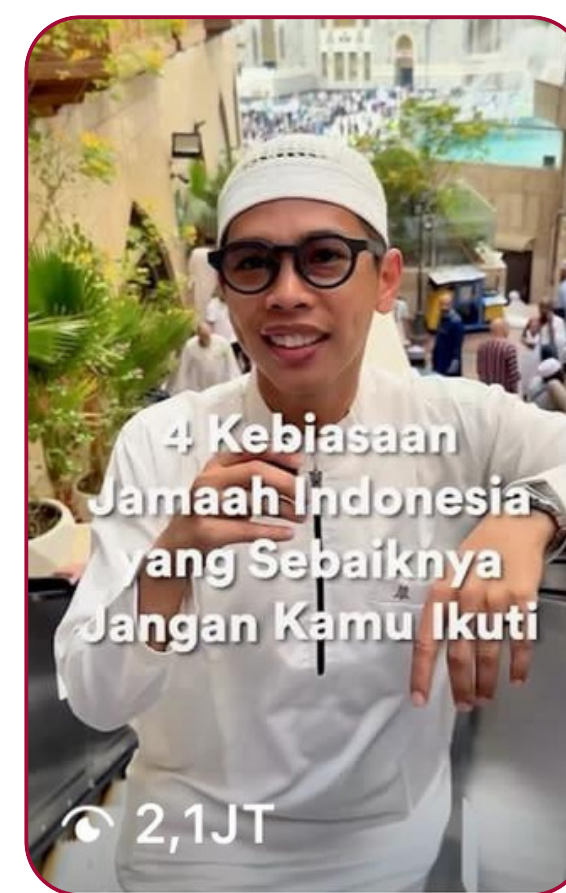 4 Kebiasaan
Jamaah Indonesia
yang Sebaiknya
Jangan Kamu Ikuti
2,1JT